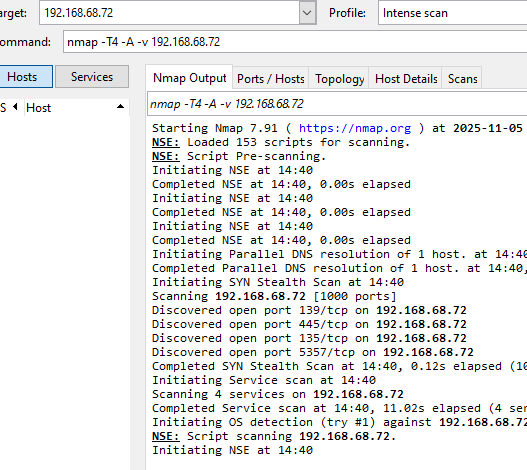 arget: 192.168.68.72 Profile: Intense scan
ommand: nmap -T4 -A -v 192.168.68.72
Hosts Services Nmap Output Ports / Hosts Topology Host Details Scans
S Host nmap -T4 -A -v 192.168.68.72
Starting Nmap 7.91 ( https://nmap.org ) at 2025-11-05
NSE: Loaded 153 scripts for scanning.
NSE: Script Pre-scanning.
Initiating NSE at 14:40
Completed NSE at 14:40, 0.00s elapsed
Initiating NSE at 14:40
Completed NSE at 14:40, 0.00s elapsed
Initiating NSE at 14:40
Completed NSE at 14:40, 0.00s elapsed
Initiating Parallel DNS resolution of 1 host. at 14:40
Completed Parallel DNS resolution of 1 host. at 14:40,
Initiating SYN Stealth Scan at 14:40
Scanning 192.168.68.72 [1000 ports]
Discovered open port 139/tcp on 192.168.68.72
Discovered open port 445/tcp on 192.168.68.72
Discovered open port 135/tcp on 192.168.68.72
Discovered open port 5357/tcp on 192.168.68.72
Completed SYN Stealth Scan at 14:40, 0.12s elapsed (10
Initiating Service scan at 14:40
Scanning 4 services on 192.168.68.72
Completed Service scan at 14:40, 11.02s elapsed (4 ser
Initiating OS detection (try #1) against 192.168.68.72
NSE: Script scanning 192.168.68.72.
Initiating NSE at 14:40